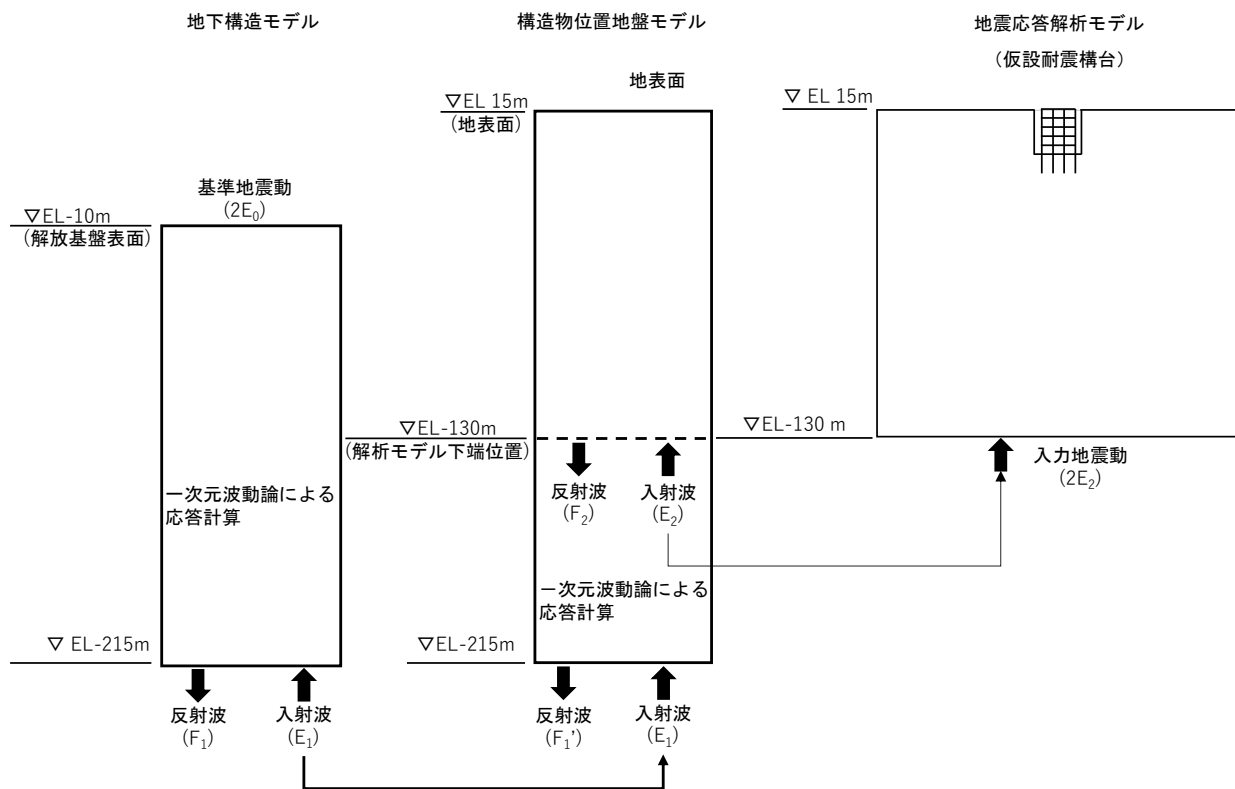 地下構造モデル
基準地震動
(2E₀)
▽EL-10m
(解放基盤表面)
一次元波動論による
応答計算
▽ EL-215m
反射波
(F₁)
入射波
(E₁)
構造物位置地盤モデル
地表面
▽EL 15m
(地表面)
▽EL-130m
(解析モデル下端位置)
反射波
(F₂)
入射波
(E₂)
一次元波動論による
応答計算
▽EL-215m
反射波
(F₁')
入射波
(E₁)
地震応答解析モデル
(仮設耐震構台)
▽ EL 15m
▽EL-130 m
入力地震動
(2E₂)